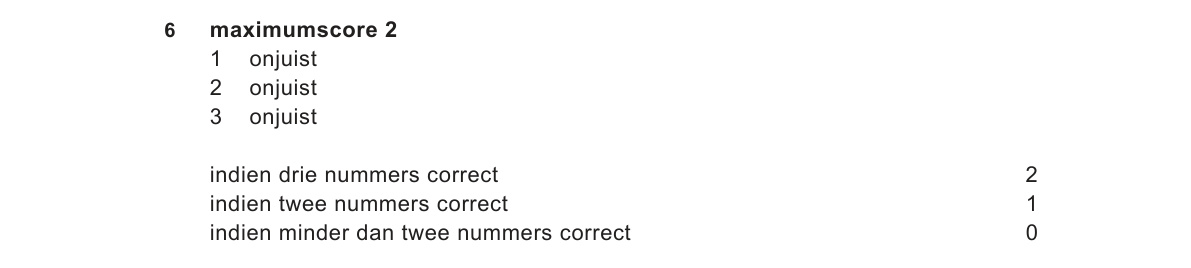 6 maximumscore 2
1 onjuist
2 onjuist
3 onjuist
indien drie nummers correct 2
indien twee nummers correct 1
indien minder dan twee nummers correct 0